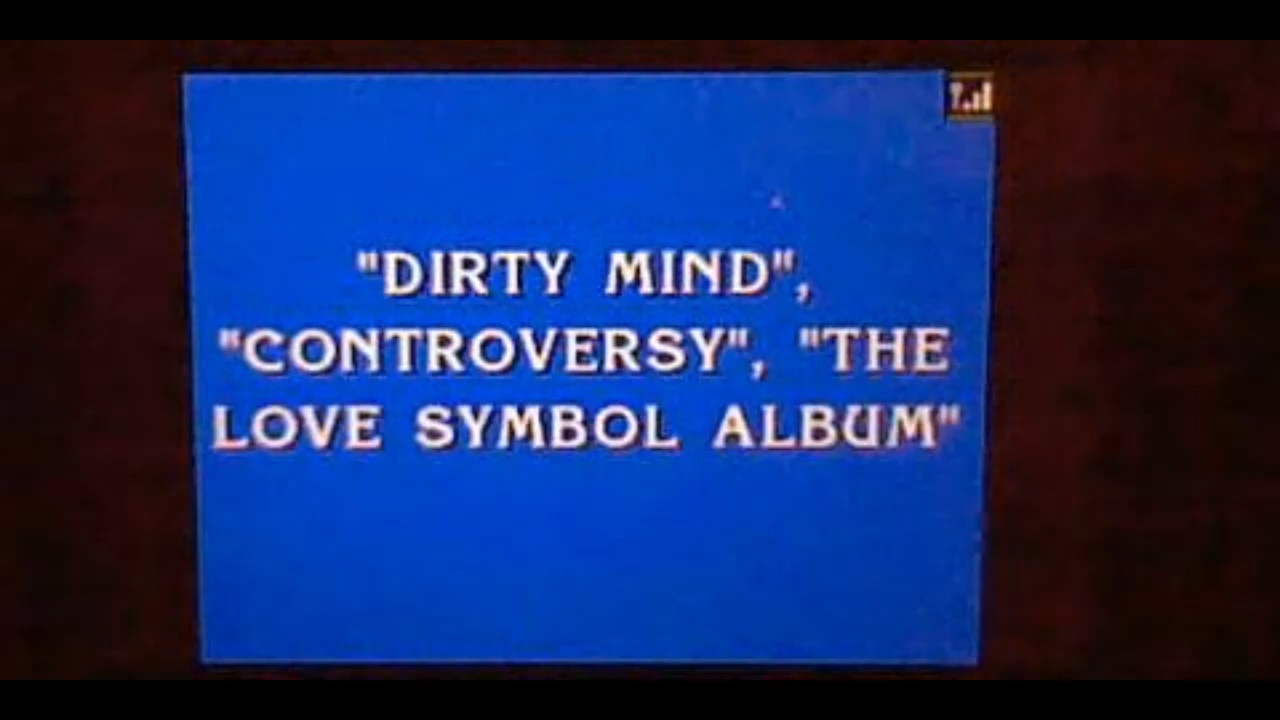 "DIRTY MIND",
"CONTROVERSY", "THE
LOVE SYMBOL ALBUM"